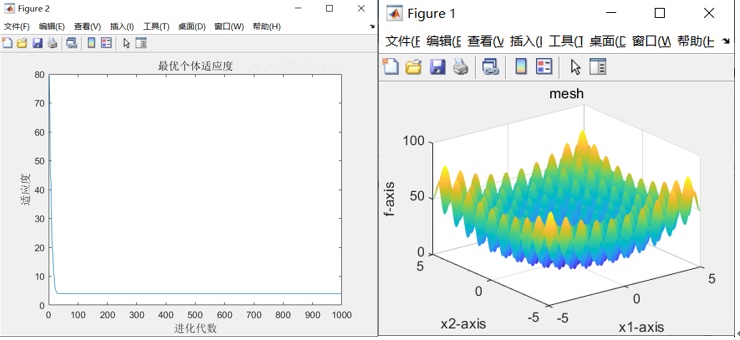 Figure 2
文件(F) 编辑(E) 查看(V) 插入(I) 工具(T) 桌面(D) 窗口(W) 帮助(H)
最优个体适应度
80
70
60
50
40
30
20
10
0
适应度
0 100 200 300 400 500 600 700 800 900 1000
进化代数
Figure 1
文件(F 编辑(E 查看(V 插入(I 工具(T 桌面(D 窗口(W 帮助(H
mesh
100
50
0
f-axis
5
0
-5
x2-axis
-5
0
5
x1-axis